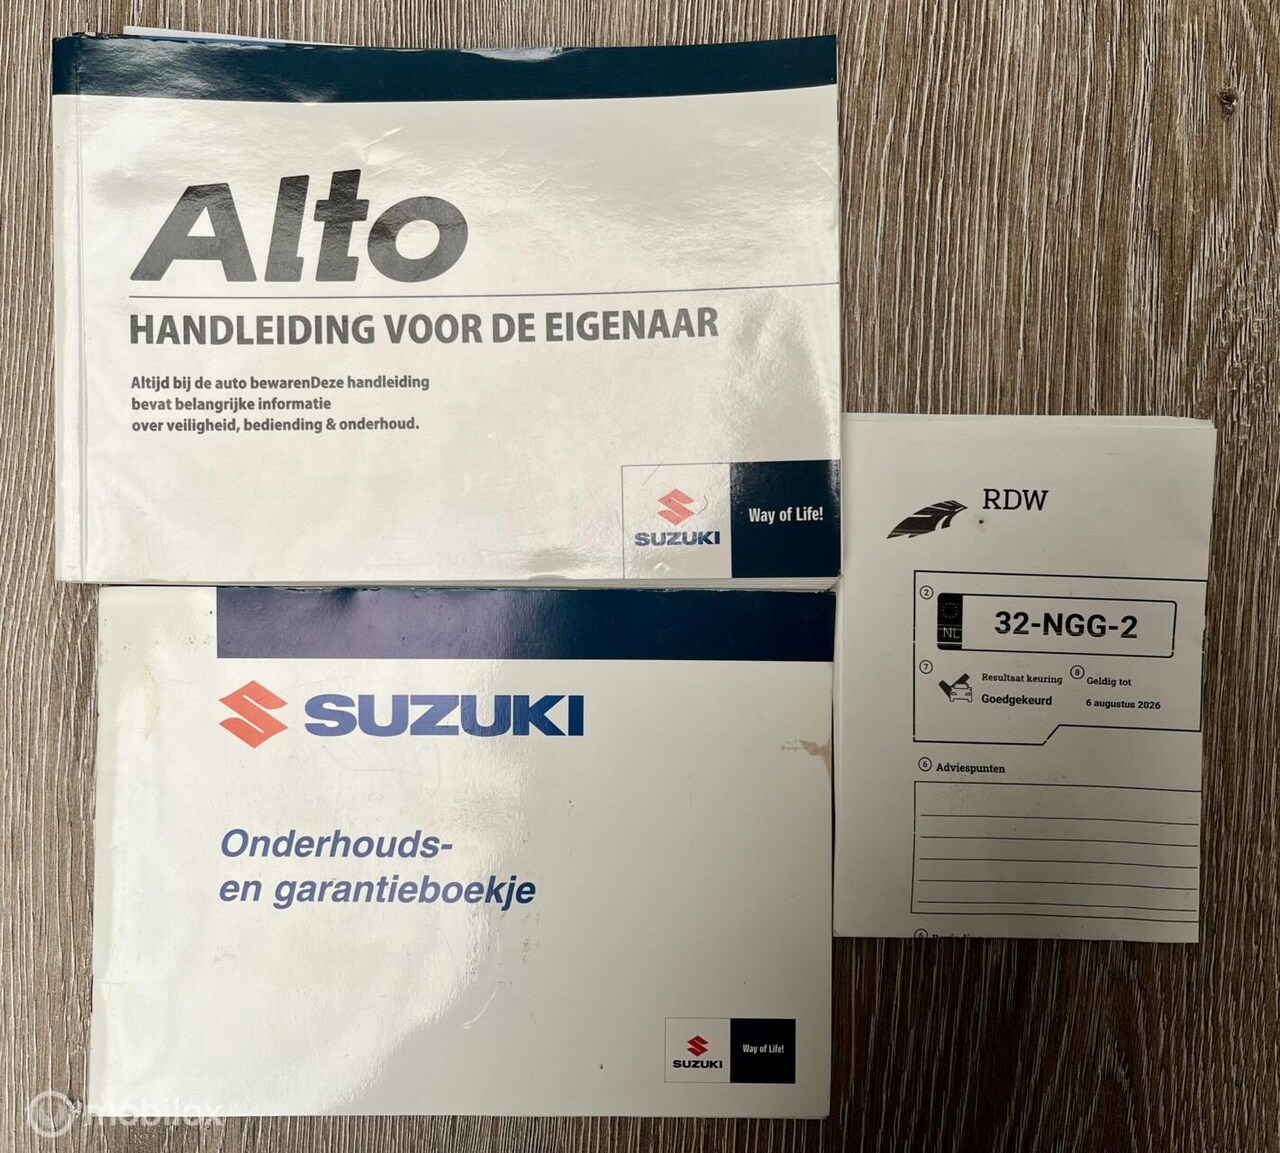 Alto
HANDLEIDING VOOR DE EIGENAAR
Altijd bij de auto bewarenDeze handleiding
bevat belangrijke informatie
over veiligheid, bediending & onderhoud.
SUZUKI
Way of Life!
SUZUKI
Onderhouds-
en garantieboekje
SUZUKI
Way of Life!
RDW
2
NL
32-NGG-2
7
Resultaat keuring
Goedgekeurd
8
Geldig tot
6 augustus 2026
6
Adviespunten
6
mobilox